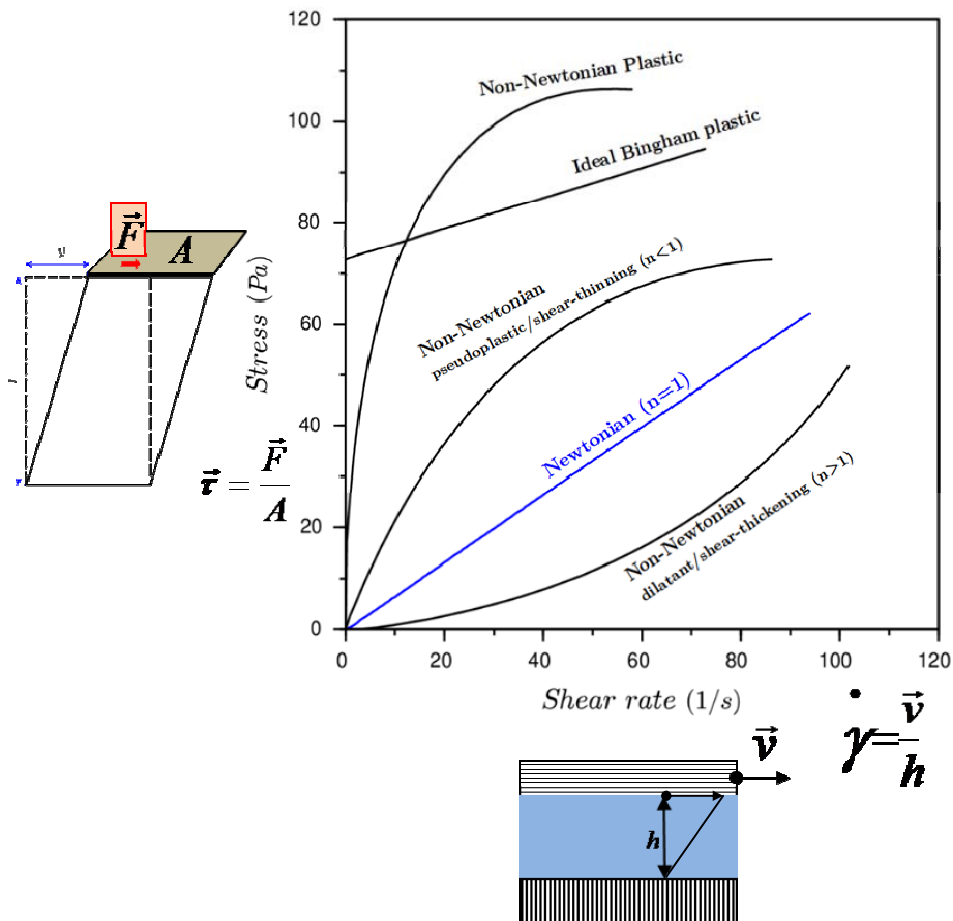 120
100
80
60
40
20
0
Stress (Pa)
Non-Newtonian Plastic
Ideal Bingham plastic
Non-Newtonian
pseudoplastic/shear-thinning (n<1)
Newtonian (n=1)
Non-Newtonian
dilatant/shear-thickening (n>1)
0 20 40 60 80 100 120
Shear rate (1/s)
F⃗
A
τ⃗ = F⃗/A
γ̇ = v⃗/h
v⃗
h